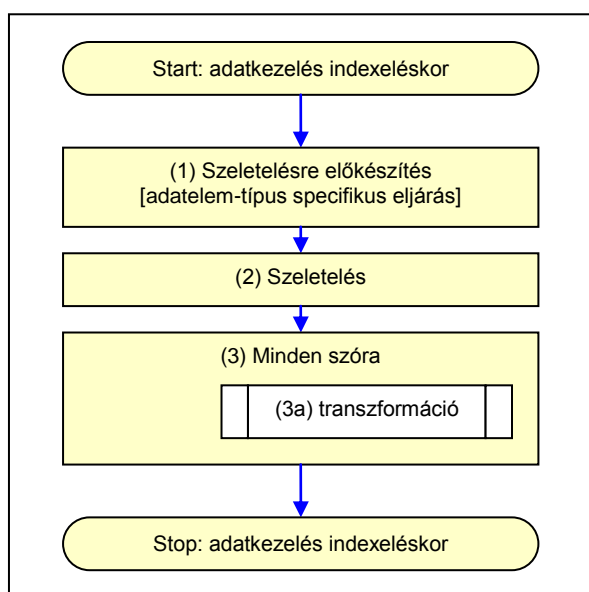 Start: adatkezelés indexeléskor
(1) Szeletelésre előkészítés
[adatelem-típus specifikus eljárás]
(2) Szeletelés
(3) Minden szóra
(3a) transzformáció
Stop: adatkezelés indexeléskor